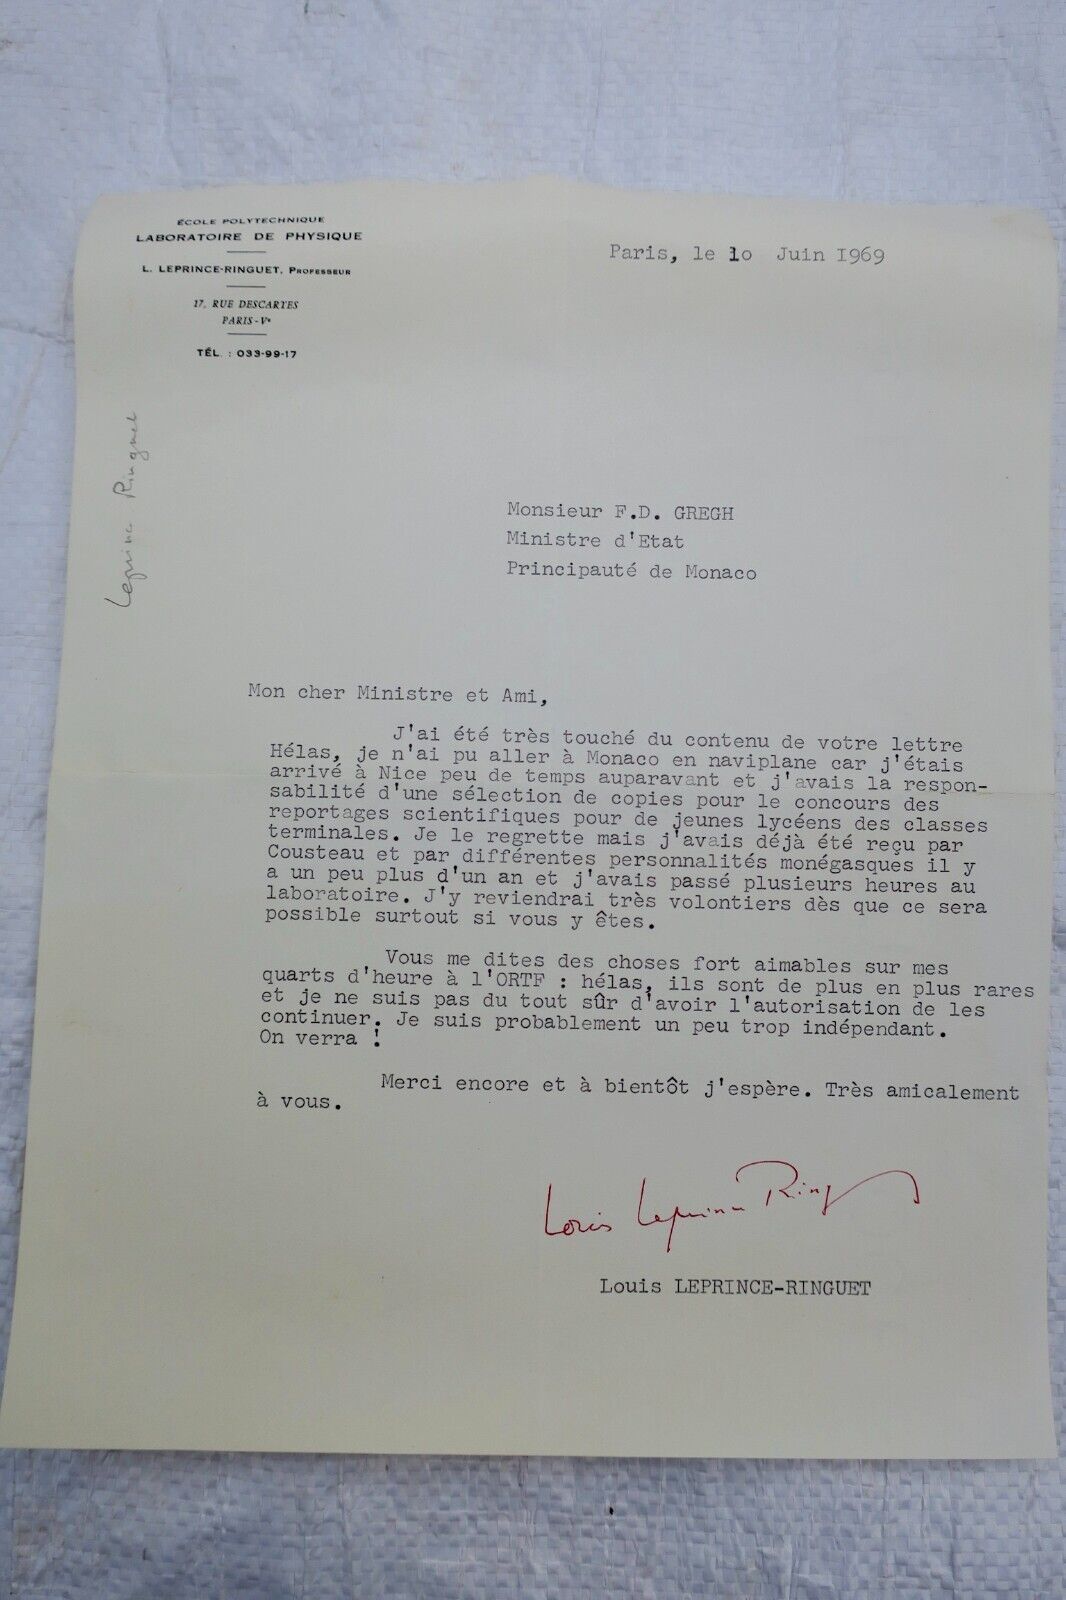 ÉCOLE POLYTECHNIQUE
LABORATOIRE DE PHYSIQUE
L. LEPRINCE-RINGUET, PROFESSEUR
17, RUE DESCARTES
PARIS-Ve
TÉL. : 033-99-17
Paris, le 10 Juin 1969
Leprince Ringuet
Monsieur F.D. GREGH
Ministre d'Etat
Principauté de Monaco
Mon cher Ministre et Ami,
J'ai été très touché du contenu de votre lettre
Hélas, je n'ai pu aller à Monaco en naviplane car j'étais
arrivé à Nice peu de temps auparavant et j'avais la respon-
sabilité d'une sélection de copies pour le concours des
reportages scientifiques pour de jeunes lycéens des classes
terminales. Je le regrette mais j'avais déjà été reçu par
Cousteau et par différentes personnalités monégasques il y
a un peu plus d'un an et j'avais passé plusieurs heures au
laboratoire. J'y reviendrai très volontiers dès que ce sera
possible surtout si vous y êtes.
Vous me dites des choses fort aimables sur mes
quarts d'heure à l'ORTF : hélas, ils sont de plus en plus rares
et je ne suis pas du tout sûr d'avoir l'autorisation de les
continuer. Je suis probablement un peu trop indépendant.
On verra !
Merci encore et à bientôt j'espère. Très amicalement
à vous.
Louis Leprince Ring
Louis LEPRINCE-RINGUET